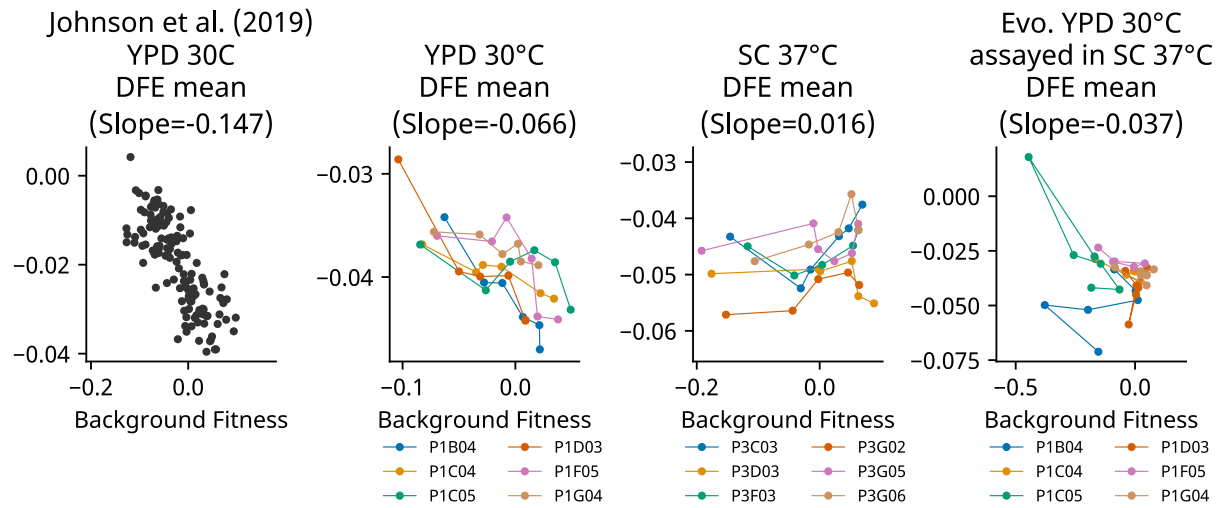 Johnson et al. (2019)
YPD 30C
DFE mean
(Slope=-0.147)
0.00
−0.02
−0.04
−0.2
0.0
Background Fitness
YPD 30°C
DFE mean
(Slope=-0.066)
−0.03
−0.04
−0.1
0.0
Background Fitness
P1B04
P1D03
P1C04
P1F05
P1C05
P1G04
SC 37°C
DFE mean
(Slope=0.016)
−0.03
−0.04
−0.05
−0.06
−0.2
0.0
Background Fitness
P3C03
P3G02
P3D03
P3G05
P3F03
P3G06
Evo. YPD 30°C
assayed in SC 37°C
DFE mean
(Slope=-0.037)
0.000
−0.025
−0.050
−0.075
−0.5
0.0
Background Fitness
P1B04
P1D03
P1C04
P1F05
P1C05
P1G04